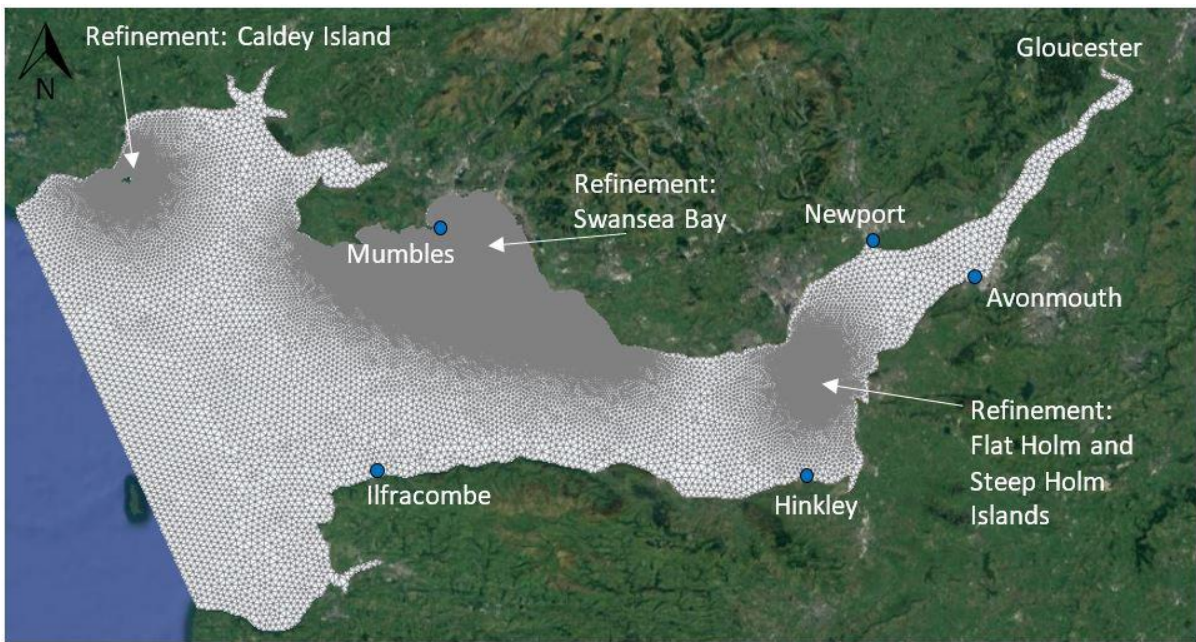 Refinement: Caldey Island
N
Gloucester
Refinement:
Swansea Bay
Newport
Mumbles
Avonmouth
Refinement:
Flat Holm and
Steep Holm
Islands
Ilfracombe
Hinkley